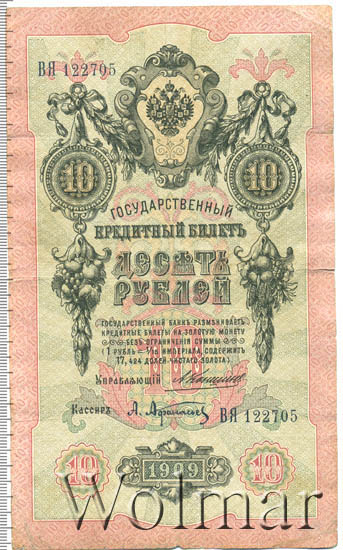 ВЯ 122705
10 10
ГОСУДАРСТВЕННЫЙ
КРЕДИТНЫЙ БИЛЕТЪ
ДЕСЯТЬ
РУБЛЕЙ
ГОСУДАРСТВЕННЫЙ БАНКЪ РАЗМѢНИВАЕТЪ
КРЕДИТНЫЕ БИЛЕТЫ НА ЗОЛОТУЮ МОНЕТУ
БЕЗЪ ОГРАНИЧЕНІЯ СУММЫ
(1 РУБЛЬ = 1/15 ИМПЕРІАЛА, СОДЕРЖИТЪ
17,424 ДОЛЕЙ ЧИСТАГО ЗОЛОТА).
Управляющій
Кассиръ А. Афанасьев ВЯ 122705
10 1909 10
Wolmar